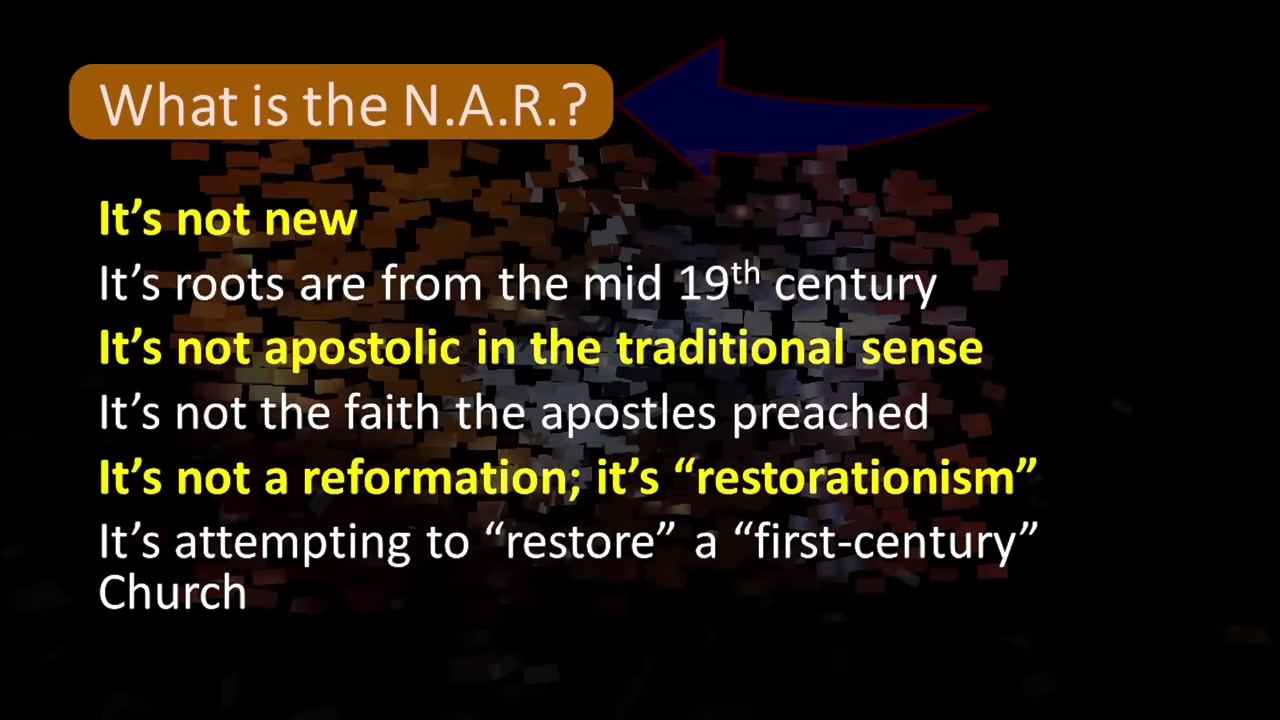 What is the N.A.R.?
It’s not new
It’s roots are from the mid 19th century
It’s not apostolic in the traditional sense
It’s not the faith the apostles preached
It’s not a reformation; it’s “restorationism”
It’s attempting to “restore” a “first-century”
Church